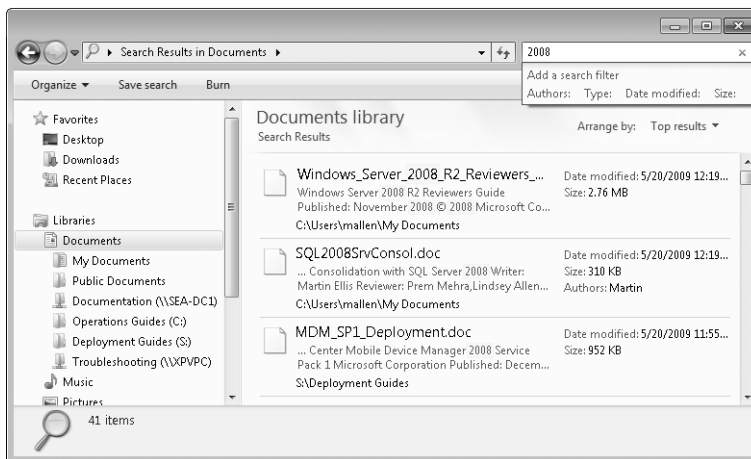 Search Results in Documents
2008
Add a search filter
Authors: Type: Date modified: Size:
Organize Save search Burn
Favorites
Desktop
Downloads
Recent Places
Libraries
Documents
My Documents
Public Documents
Documentation (\\SEA-DC1)
Operations Guides (C:)
Deployment Guides (S:)
Troubleshooting (\\XPVPC)
Music
Pictures
Documents library
Search Results
Arrange by: Top results
Windows_Server_2008_R2_Reviewers_...
Windows Server 2008 R2 Reviewers Guide
Published: November 2008 © 2008 Microsoft Co...
C:\Users\mallen\My Documents
Date modified: 5/20/2009 12:19...
Size: 2.76 MB
SQL2008SrvConsol.doc
... Consolidation with SQL Server 2008 Writer:
Martin Ellis Reviewer: Prem Mehra,Lindsey Allen...
C:\Users\mallen\My Documents
Date modified: 5/20/2009 12:19...
Size: 310 KB
Authors: Martin
MDM_SP1_Deployment.doc
... Center Mobile Device Manager 2008 Service
Pack 1 Microsoft Corporation Published: Decem...
S:\Deployment Guides
Date modified: 5/20/2009 11:55...
Size: 952 KB
41 items